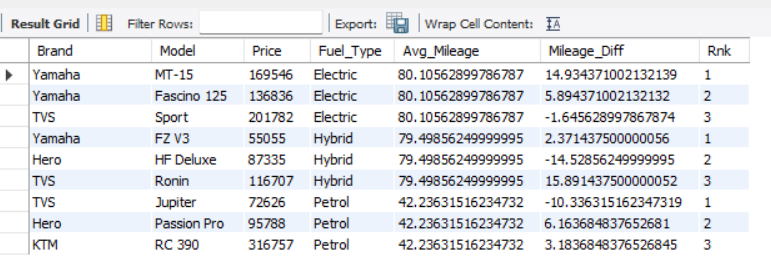 Result Grid Filter Rows: Export: Wrap Cell Content: IA
Brand Model Price Fuel_Type Avg_Mileage Mileage_Diff Rnk
Yamaha MT-15 169546 Electric 80.10562899786787 14.934371002132139 1
Yamaha Fascino 125 136836 Electric 80.10562899786787 5.894371002132132 2
TVS Sport 201782 Electric 80.10562899786787 -1.645628997867874 3
Yamaha FZ V3 55055 Hybrid 79.49856249999995 2.371437500000056 1
Hero HF Deluxe 87335 Hybrid 79.49856249999995 -14.52856249999995 2
TVS Ronin 116707 Hybrid 79.49856249999995 15.891437500000052 3
TVS Jupiter 72626 Petrol 42.23631516234732 -10.336315162347319 1
Hero Passion Pro 95788 Petrol 42.23631516234732 6.163684837652681 2
KTM RC 390 316757 Petrol 42.23631516234732 3.1836848376526845 3